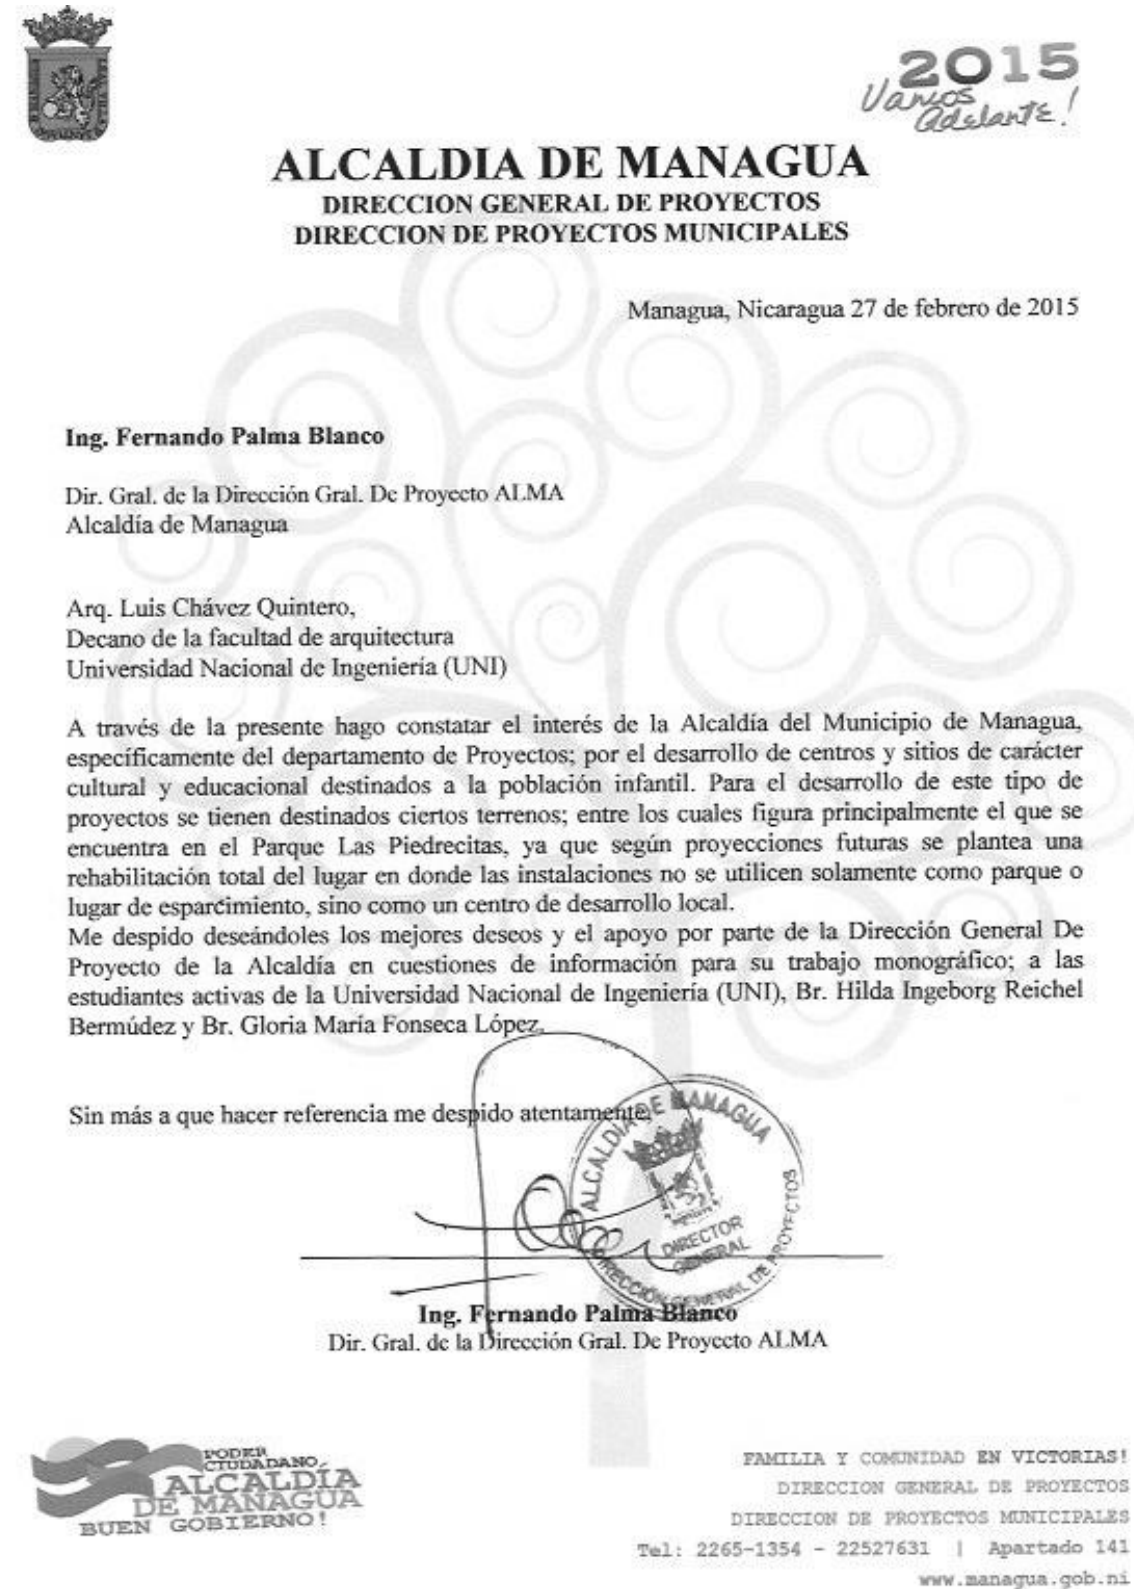 2015
Vamos
adelante!
ALCALDIA DE MANAGUA
DIRECCION GENERAL DE PROYECTOS
DIRECCION DE PROYECTOS MUNICIPALES
Managua, Nicaragua 27 de febrero de 2015
Ing. Fernando Palma Blanco
Dir. Gral. de la Dirección Gral. De Proyecto ALMA
Alcaldía de Managua
Arq. Luis Chávez Quintero,
Decano de la facultad de arquitectura
Universidad Nacional de Ingeniería (UNI)
A través de la presente hago constatar el interés de la Alcaldía del Municipio de Managua,
específicamente del departamento de Proyectos; por el desarrollo de centros y sitios de carácter
cultural y educacional destinados a la población infantil. Para el desarrollo de este tipo de
proyectos se tienen destinados ciertos terrenos; entre los cuales figura principalmente el que se
encuentra en el Parque Las Piedrecitas, ya que según proyecciones futuras se plantea una
rehabilitación total del lugar en donde las instalaciones no se utilicen solamente como parque o
lugar de esparcimiento, sino como un centro de desarrollo local.
Me despido deseándoles los mejores deseos y el apoyo por parte de la Dirección General De
Proyecto de la Alcaldía en cuestiones de información para su trabajo monográfico; a las
estudiantes activas de la Universidad Nacional de Ingeniería (UNI), Br. Hilda Ingeborg Reichel
Bermúdez y Br. Gloria María Fonseca López.
Sin más a que hacer referencia me despido atentamente.
ALCALDÍA DE MANAGUA
DIRECTOR
GENERAL
DIRECCIÓN GENERAL DE PROYECTOS
Ing. Fernando Palma Blanco
Dir. Gral. de la Dirección Gral. De Proyecto ALMA
PODER
CIUDADANO,
ALCALDÍA
DE MANAGUA
BUEN GOBIERNO!
FAMILIA Y COMUNIDAD EN VICTORIAS!
DIRECCION GENERAL DE PROYECTOS
DIRECCION DE PROYECTOS MUNICIPALES
Tel: 2265-1354 - 22527631 | Apartado 141
www.managua.gob.ni